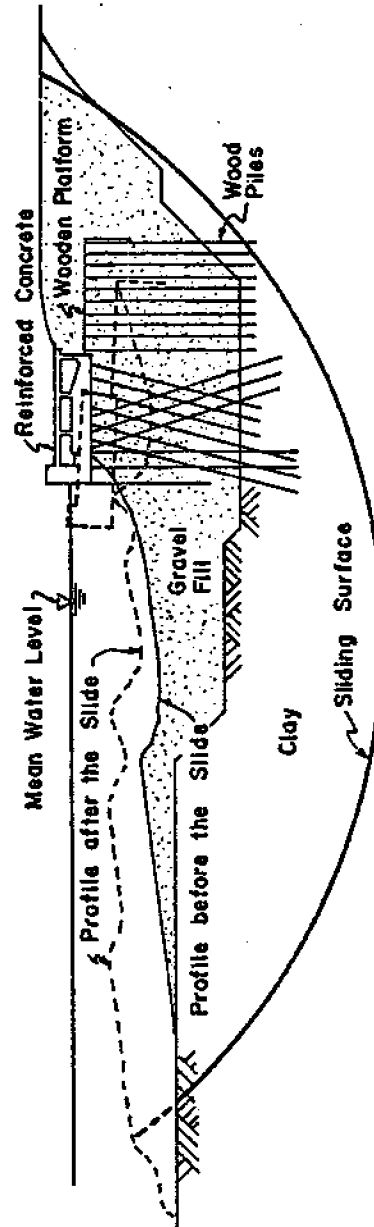 Reinforced Concrete
Wooden Platform
Mean Water Level
Profile after the Slide
Gravel
Fill
Wood
Piles
Profile before the Slide
Clay
Sliding Surface